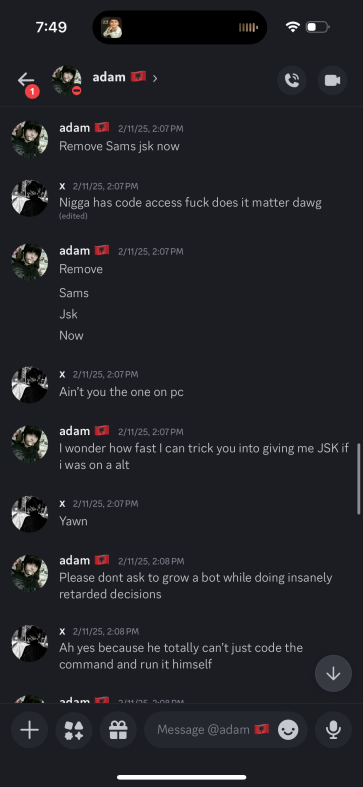 7:49
adam 🇦🇱 >
1
adam 🇦🇱 2/11/25, 2:07 PM
Remove Sams jsk now
x 2/11/25, 2:07 PM
Nigga has code access fuck does it matter dawg
(edited)
adam 🇦🇱 2/11/25, 2:07 PM
Remove
Sams
Jsk
Now
x 2/11/25, 2:07 PM
Ain't you the one on pc
adam 🇦🇱 2/11/25, 2:07 PM
I wonder how fast I can trick you into giving me JSK if
i was on a alt
x 2/11/25, 2:07 PM
Yawn
adam 🇦🇱 2/11/25, 2:08 PM
Please dont ask to grow a bot while doing insanely
retarded decisions
x 2/11/25, 2:08 PM
Ah yes because he totally can't just code the
command and run it himself
adam 🇦🇱 2/11/25, 2:08 PM
Message @adam 🇦🇱